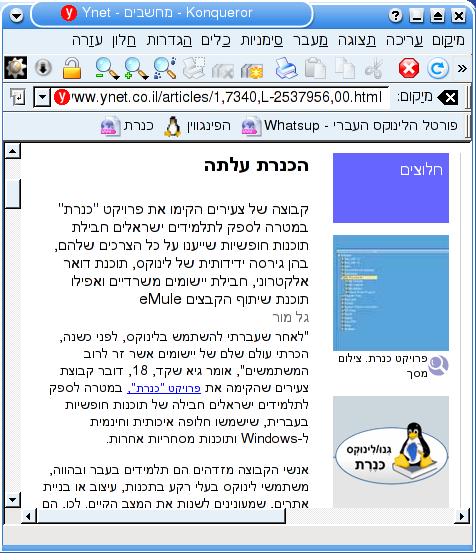 Ynet - מחשבים - Konqueror
מיקום עריכה תצוגה מעבר סימניות כלים הגדרות חלון עזרה
מיקום: /ww.ynet.co.il/articles/1,7340,L-2537956,00.html
פורטל הלינוקס העברי - Whatsup הפינגווין כנרת
חלוצים
הכנרת עלתה
קבוצה של צעירים הקימו את פרויקט "כנרת"
במטרה לספק לתלמידים ישראלים חבילת
תוכנות חופשיות שייענו על כל הצרכים שלהם,
בהן גירסה ידידותית של לינוקס, תוכנת דואר
אלקטרוני, חבילת יישומים משרדיים ואפילו
תוכנת שיתוף הקבצים eMule
גל מור
"לאחר שעברתי להשתמש בלינוקס, לפני כשנה,
הכרתי עולם שלם של יישומים אשר זר לרוב
המשתמשים", אומר גיא שקד, 18, דובר קבוצת
צעירים שהקימה את פרויקט "כנרת", במטרה לספק
לתלמידים ישראלים חבילה של תוכנות חופשיות
בעברית, שישמשו חלופה איכותית וחינמית
ל-Windows ותוכנות מסחריות אחרות.
אנשי הקבוצה מזדהים הם תלמידים בעבר ובהווה,
משתמשי לינוקס בעלי רקע בתכנות, עיצוב או בניית
אתרים, שמעוניינים לשנות את המצב הקיים. לכן, הם
פרויקט כנרת. צילום
מסך
גנו/לינוקס
כנרת